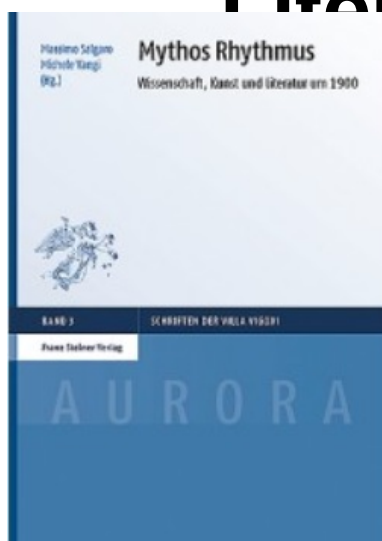 Massimo Salgaro
Michele Vangi
(Hg.)
Mythos Rhythmus
Wissenschaft, Kunst und Literatur um 1900
BAND 3
SCHRIFTEN DER VILLA VIGONI
Franz Steiner Verlag
AURORA